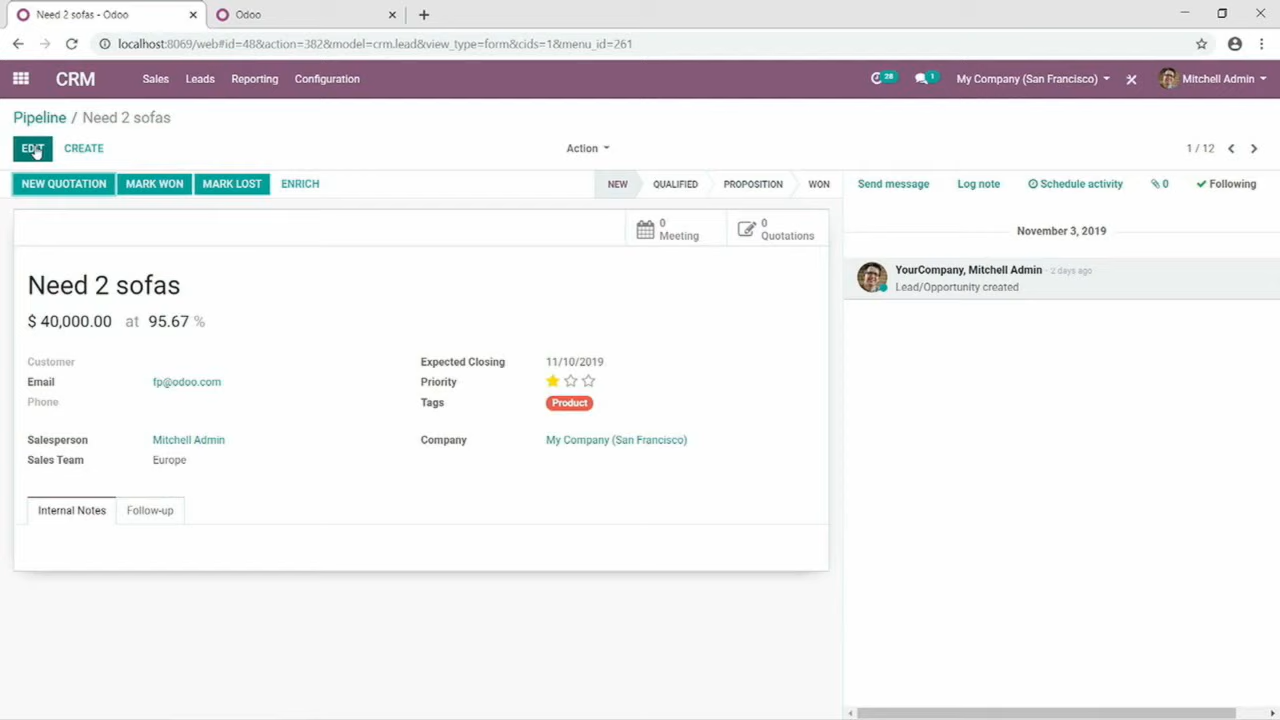 Need 2 sofas - Odoo
Odoo
localhost:8069/web#id=48&action=382&model=crm.lead&view_type=form&cids=1&menu_id=261
CRM Sales Leads Reporting Configuration 28 1 My Company (San Francisco) Mitchell Admin
Pipeline / Need 2 sofas
EDIT CREATE Action 1 / 12
NEW QUOTATION MARK WON MARK LOST ENRICH NEW QUALIFIED PROPOSITION WON Send message Log note Schedule activity 0 Following
0 Meeting
0 Quotations
November 3, 2019
YourCompany, Mitchell Admin - 2 days ago
Lead/Opportunity created
Need 2 sofas
$ 40,000.00 at 95.67 %
Customer
Email fp@odoo.com
Phone
Expected Closing 11/10/2019
Priority
Tags Product
Salesperson Mitchell Admin
Sales Team Europe
Company My Company (San Francisco)
Internal Notes Follow-up